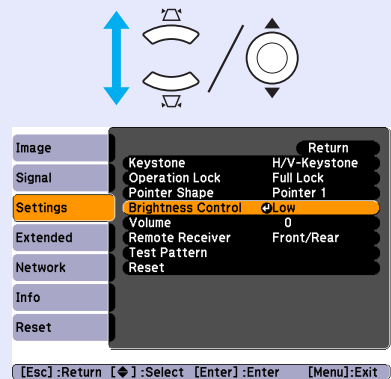 Return
Image
Keystone H/V-Keystone
Signal
Operation Lock Full Lock
Pointer Shape Pointer 1
Settings
Brightness Control Low
Volume 0
Extended
Remote Receiver Front/Rear
Test Pattern
Network
Reset
Info
Reset
[Esc] :Return [◆] :Select [Enter] :Enter [Menu]:Exit